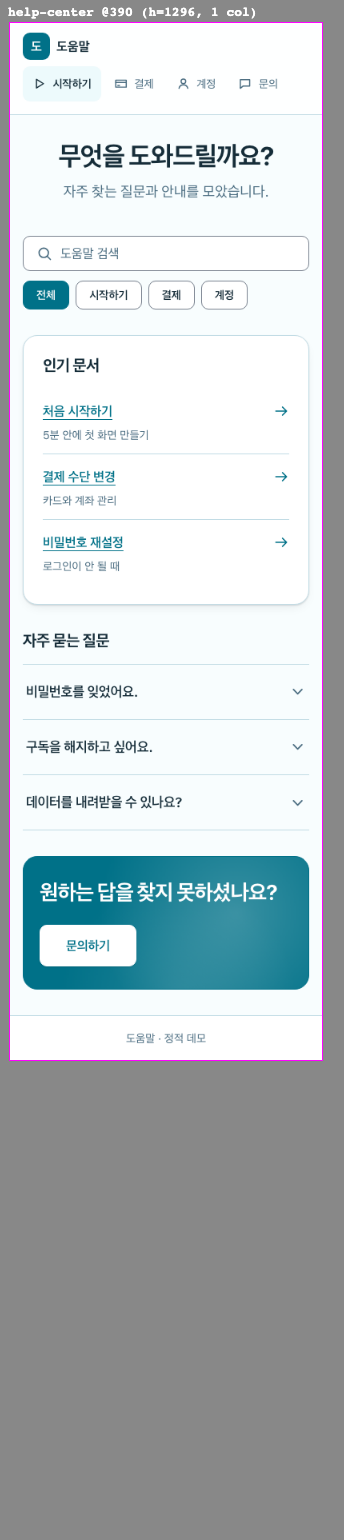 help-center @390 (h=1296, 1 col)
도 도움말
시작하기 결제 계정 문의
무엇을 도와드릴까요?
자주 찾는 질문과 안내를 모았습니다.
도움말 검색
전체 시작하기 결제 계정
인기 문서
처음 시작하기
5분 안에 첫 화면 만들기
결제 수단 변경
카드와 계좌 관리
비밀번호 재설정
로그인이 안 될 때
자주 묻는 질문
비밀번호를 잊었어요.
구독을 해지하고 싶어요.
데이터를 내려받을 수 있나요?
원하는 답을 찾지 못하셨나요?
문의하기
도움말 · 정적 데모